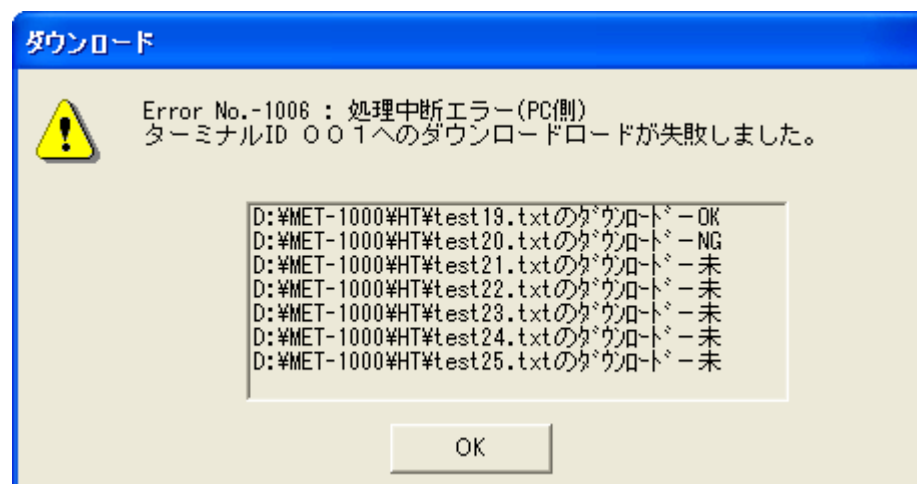 ダウンロード
Error No.-1006 : 処理中断エラー(PC側)
ターミナルID 001へのダウンロードロードが失敗しました。
D:¥MET-1000¥HT¥test19.txtのダウンロード－OK
D:¥MET-1000¥HT¥test20.txtのダウンロード－NG
D:¥MET-1000¥HT¥test21.txtのダウンロード－未
D:¥MET-1000¥HT¥test22.txtのダウンロード－未
D:¥MET-1000¥HT¥test23.txtのダウンロード－未
D:¥MET-1000¥HT¥test24.txtのダウンロード－未
D:¥MET-1000¥HT¥test25.txtのダウンロード－未
OK